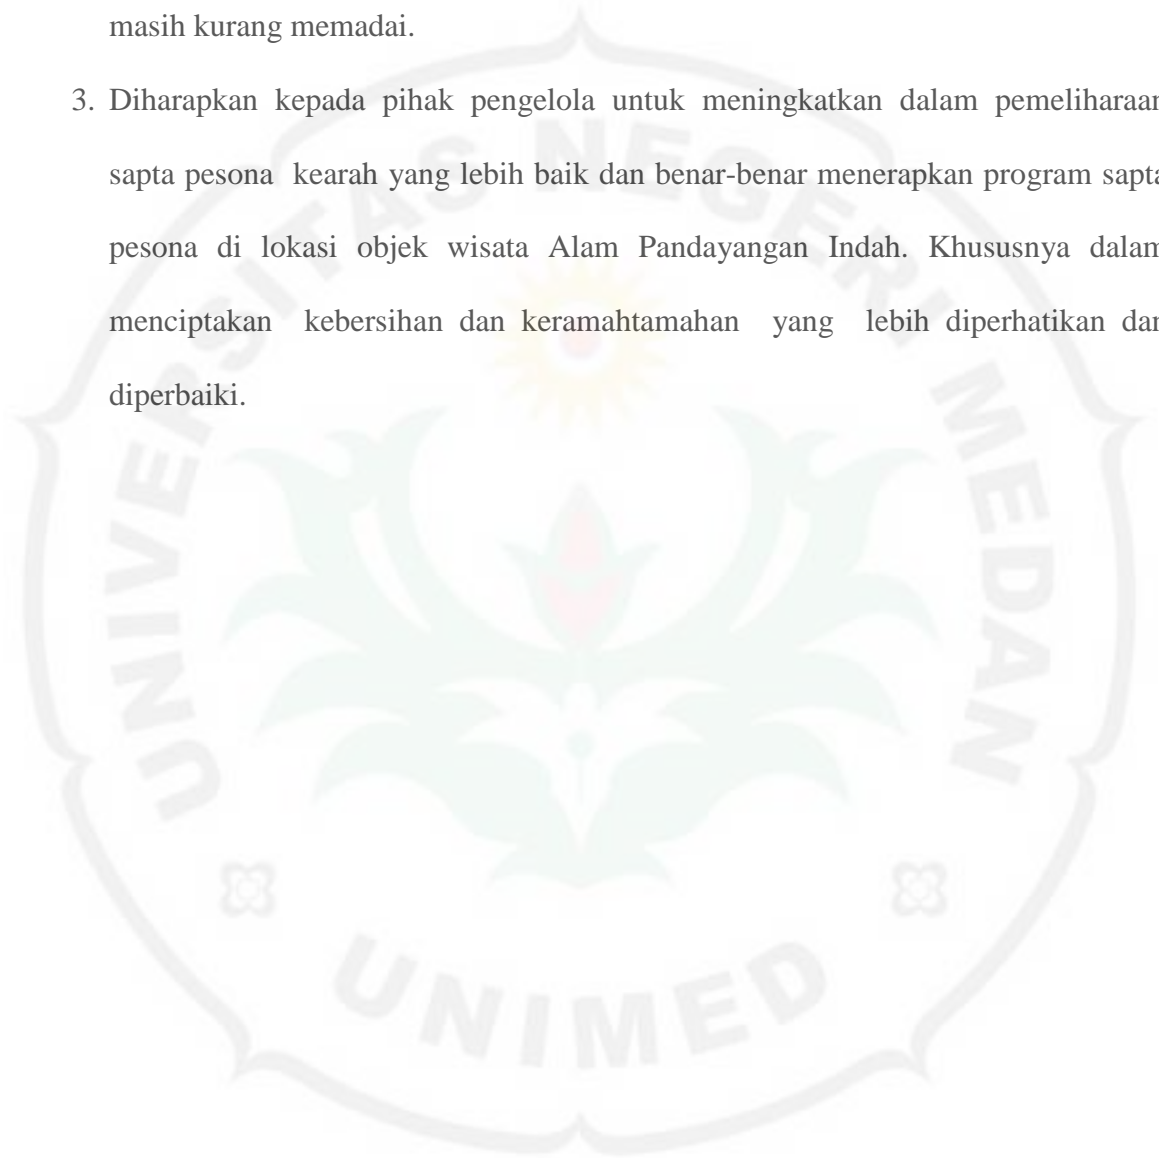 masih kurang memadai.
3. Diharapkan kepada pihak pengelola untuk meningkatkan dalam pemeliharaan
sapta pesona kearah yang lebih baik dan benar-benar menerapkan program sapta
pesona di lokasi objek wisata Alam Pandayangan Indah. Khususnya dalam
menciptakan kebersihan dan keramahtamahan yang lebih diperhatikan dan
diperbaiki.
UNIVERSITAS NEGERI MEDAN
UNIMED